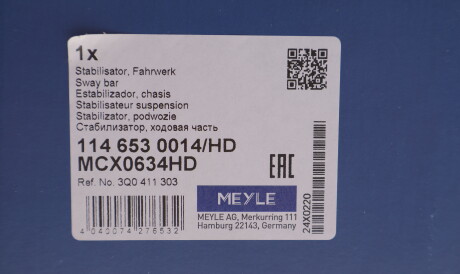 1x
Stabilisator, Fahrwerk
Sway bar
Estabilizador, chasis
Stabilisateur suspension
Stabilizator, podwozie
Стабилизатор, ходовая часть
114 653 0014/HD
MCX0634HD
Ref. No. 3Q0 411 303
EAC
MEYLE
MEYLE AG, Merkurring 111
Hamburg 22143, Germany
4 040074 276532
24X0220